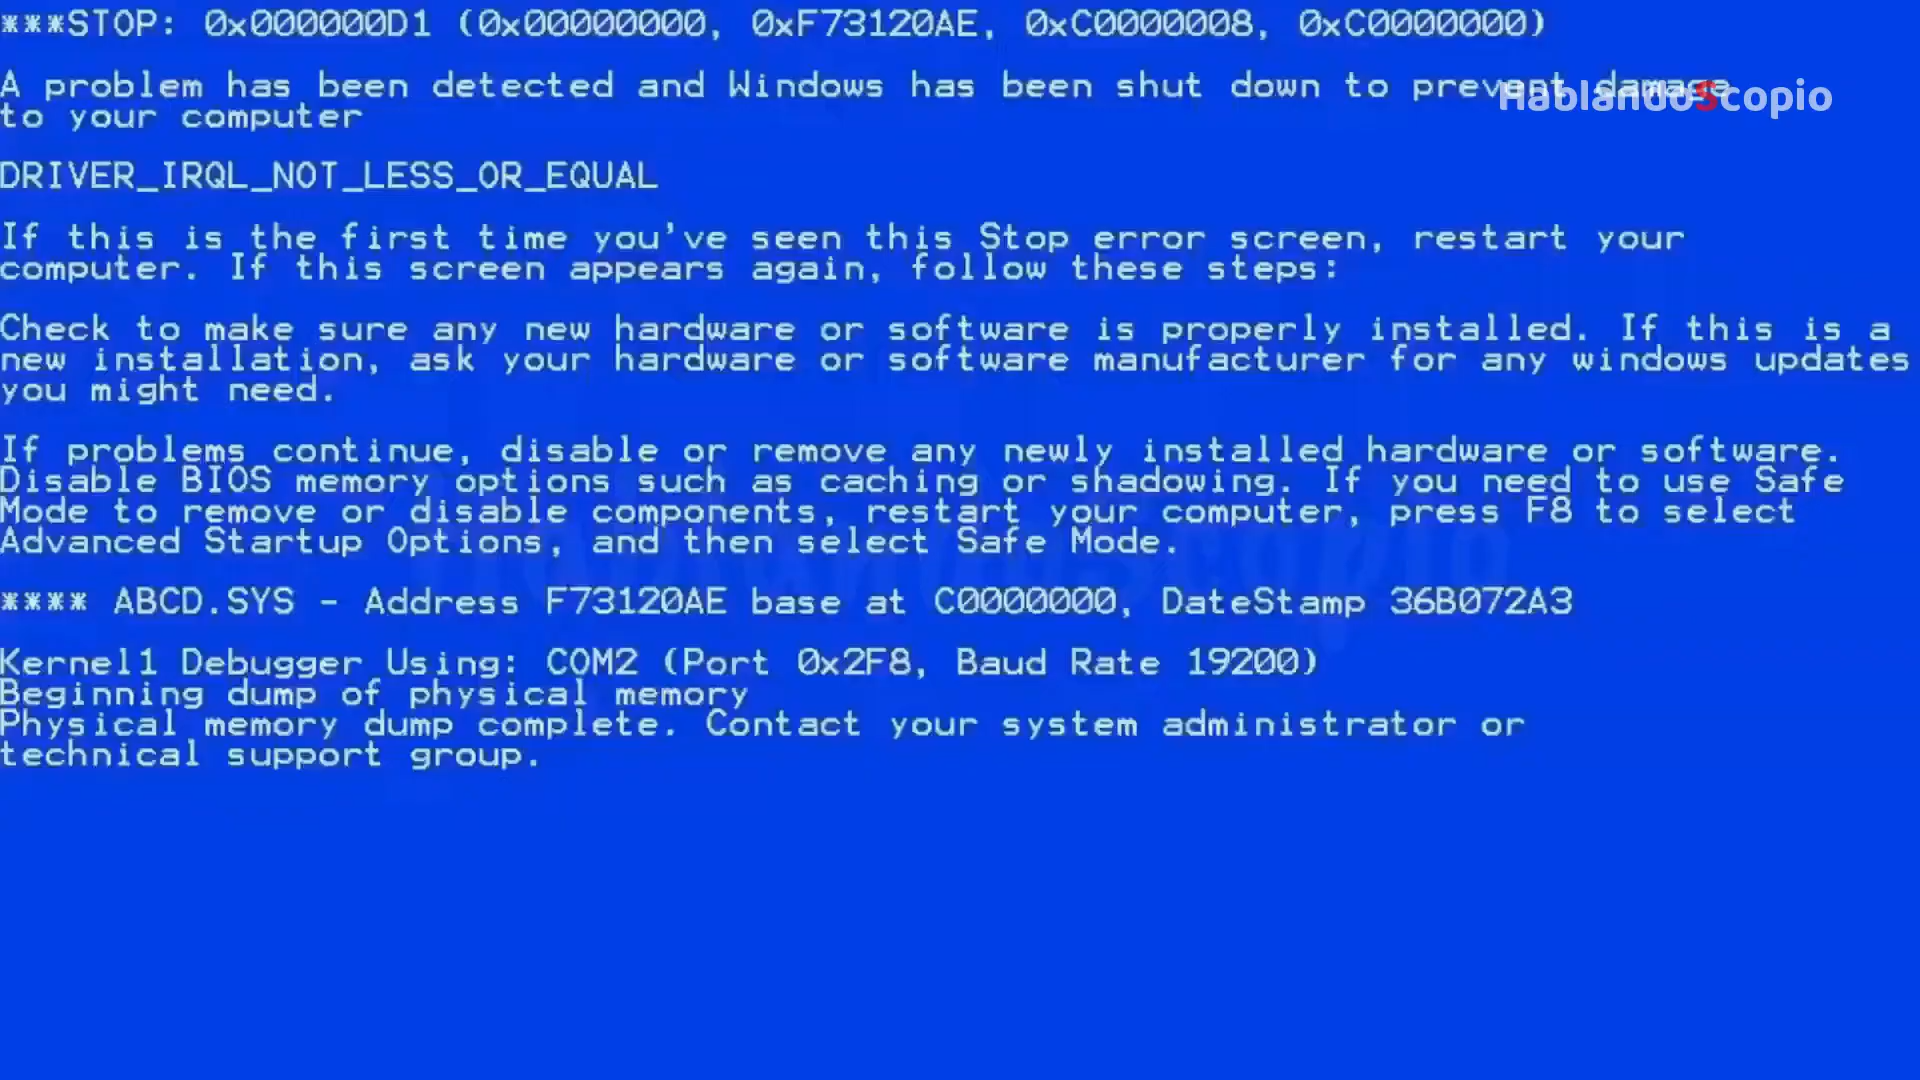 ***STOP: 0x000000D1 (0x00000000, 0xF73120AE, 0xC0000008, 0xC0000000)
A problem has been detected and Windows has been shut down to prevent damage
HablandoScopio
to your computer
DRIVER_IRQL_NOT_LESS_OR_EQUAL
If this is the first time you've seen this Stop error screen, restart your
computer. If this screen appears again, follow these steps:
Check to make sure any new hardware or software is properly installed. If this is a
new installation, ask your hardware or software manufacturer for any windows updates
you might need.
If problems continue, disable or remove any newly installed hardware or software.
Disable BIOS memory options such as caching or shadowing. If you need to use Safe
Mode to remove or disable components, restart your computer, press F8 to select
Advanced Startup Options, and then select Safe Mode.
**** ABCD.SYS - Address F73120AE base at C0000000, DateStamp 36B072A3
Kernel1 Debugger Using: COM2 (Port 0x2F8, Baud Rate 19200)
Beginning dump of physical memory
Physical memory dump complete. Contact your system administrator or
technical support group.